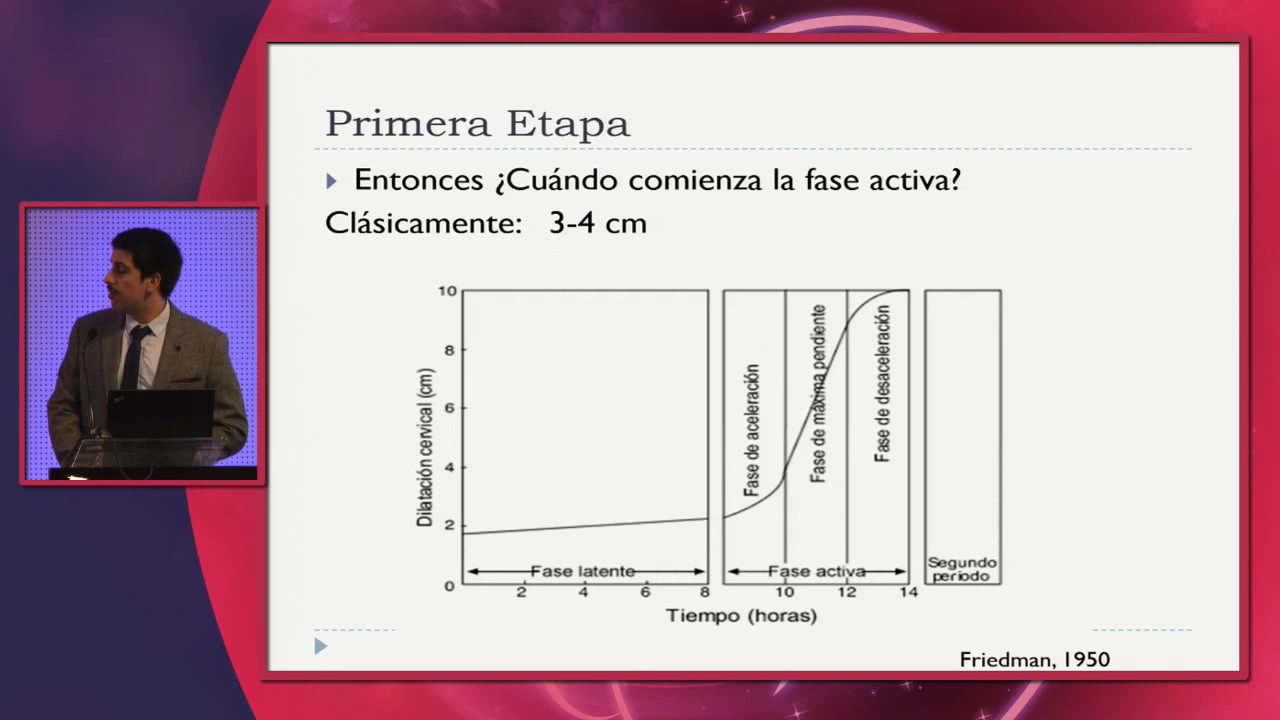 Primera Etapa
Entonces ¿Cuándo comienza la fase activa?
Clásicamente: 3-4 cm
Dilatación cervical (cm)
10
8
6
4
2
0
Fase de aceleración
Fase de máxima pendiente
Fase de desaceleración
Fase latente
Fase activa
Segundo
período
2 4 6 8 10 12 14
Tiempo (horas)
Friedman, 1950